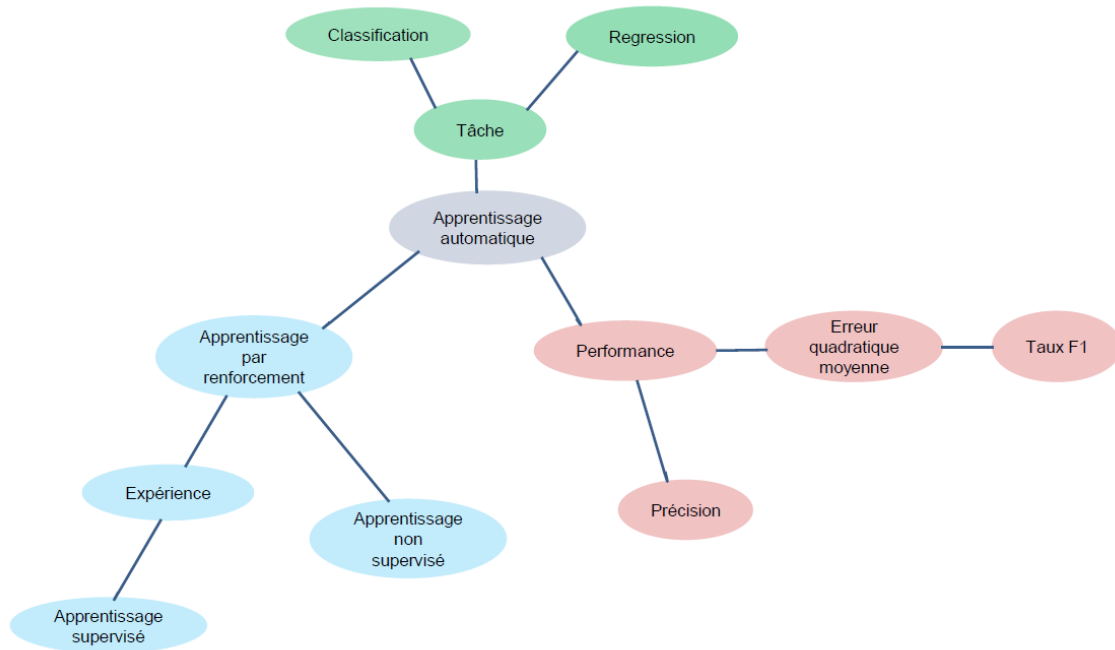 Classification
Regression
Tâche
Apprentissage
automatique
Apprentissage
par
renforcement
Performance
Erreur
quadratique
moyenne
Taux F1
Expérience
Apprentissage
non
supervisé
Précision
Apprentissage
supervisé